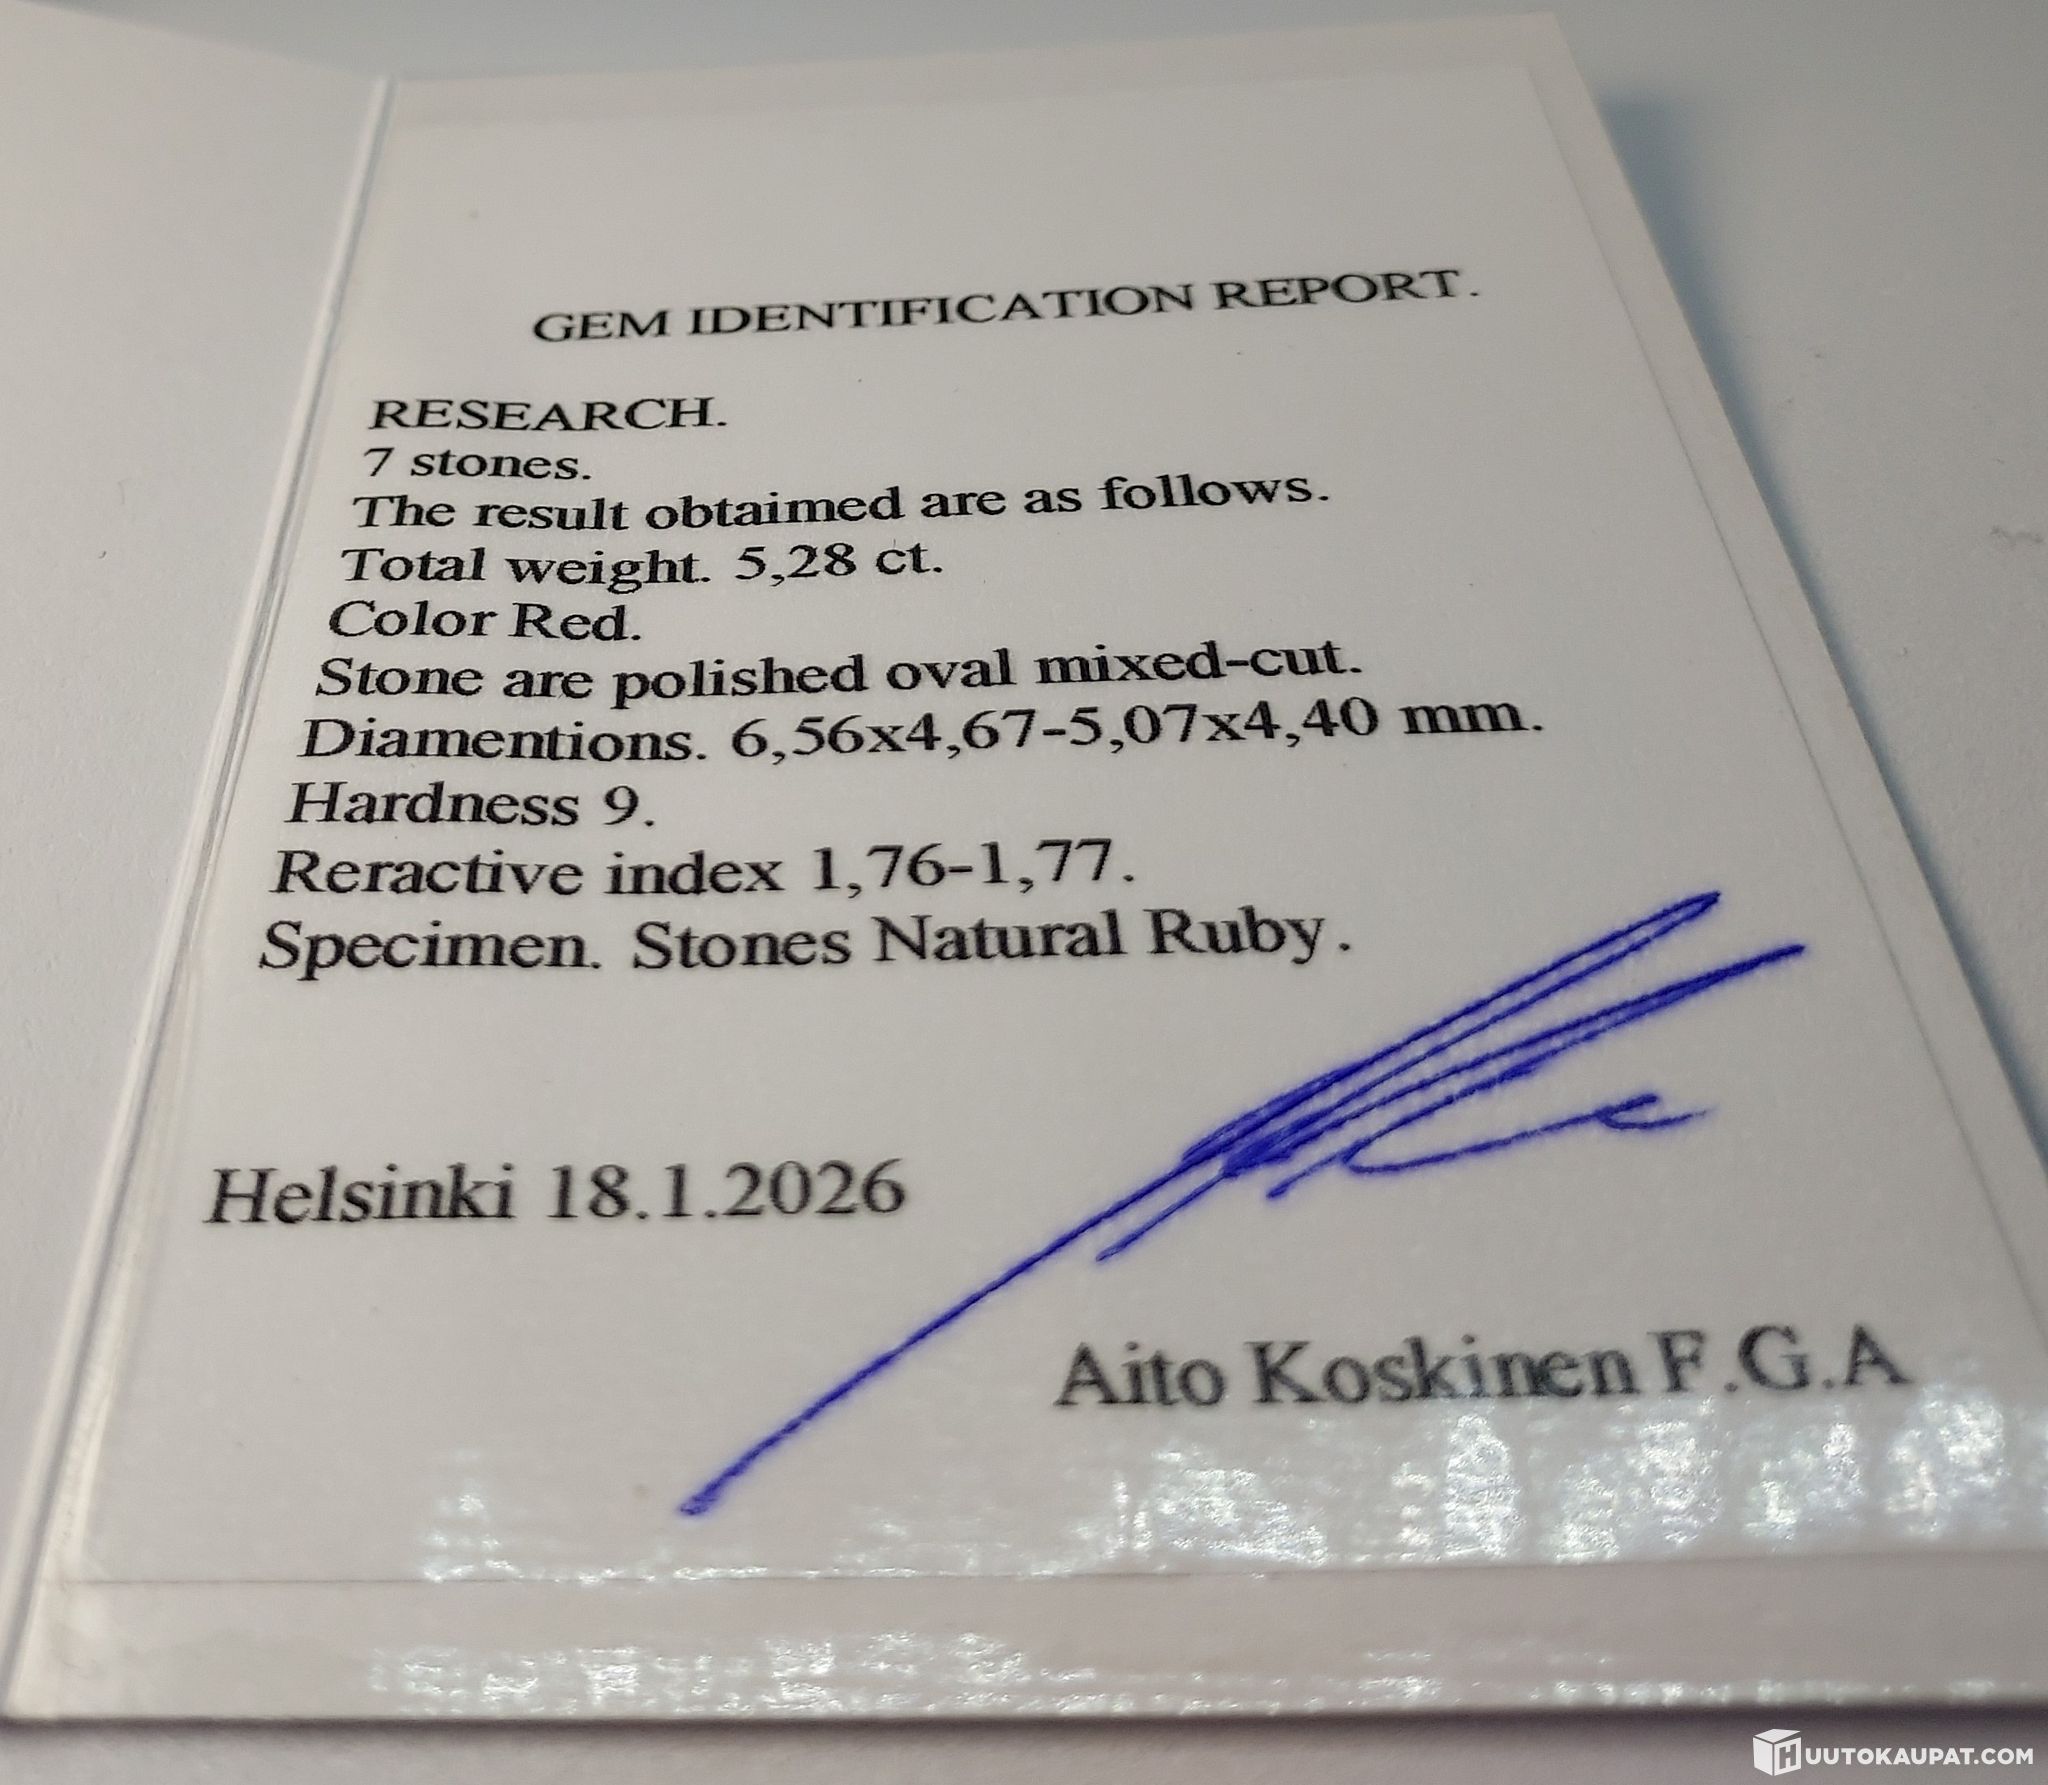 GEM IDENTIFICATION REPORT.
RESEARCH.
7 stones.
The result obtaimed are as follows.
Total weight. 5,28 ct.
Color Red.
Stone are polished oval mixed-cut.
Diamentions. 6,56x4,67-5,07x4,40 mm.
Hardness 9.
Reractive index 1,76-1,77.
Specimen. Stones Natural Ruby.
Helsinki 18.1.2026
Aito Koskinen F.G.A
HUUTOKAUPAT.COM